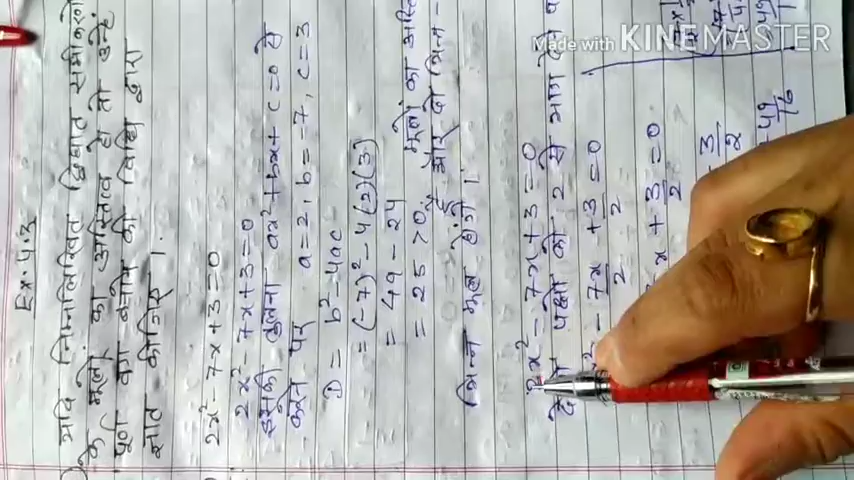 Ex. 4.3
यदि निम्नलिखित द्विघात समीकरणों
के मूलों का अस्तित्व हो तो उन्हें
पूर्ण वर्ग बनाने की विधि द्वारा
ज्ञात कीजिए।
2x² - 7x + 3 = 0
2x² - 7x + 3 = 0
इसकी तुलना ax² + bx + c = 0 से
करने पर a = 2, b = -7, c = 3
D = b² - 4ac
= (-7)² - 4(2)(3)
= 49 - 24
= 25 > 0.
मूलों का
और दो भिन्न-
भिन्न मूल होंगे।
2x² - 7x + 3 = 0
पक्षों को 2 से भाग देने
- 7x/2 + 3/2 = 0
x + 3/2 = 0
3/2
49/16
Made with KINEMASTER